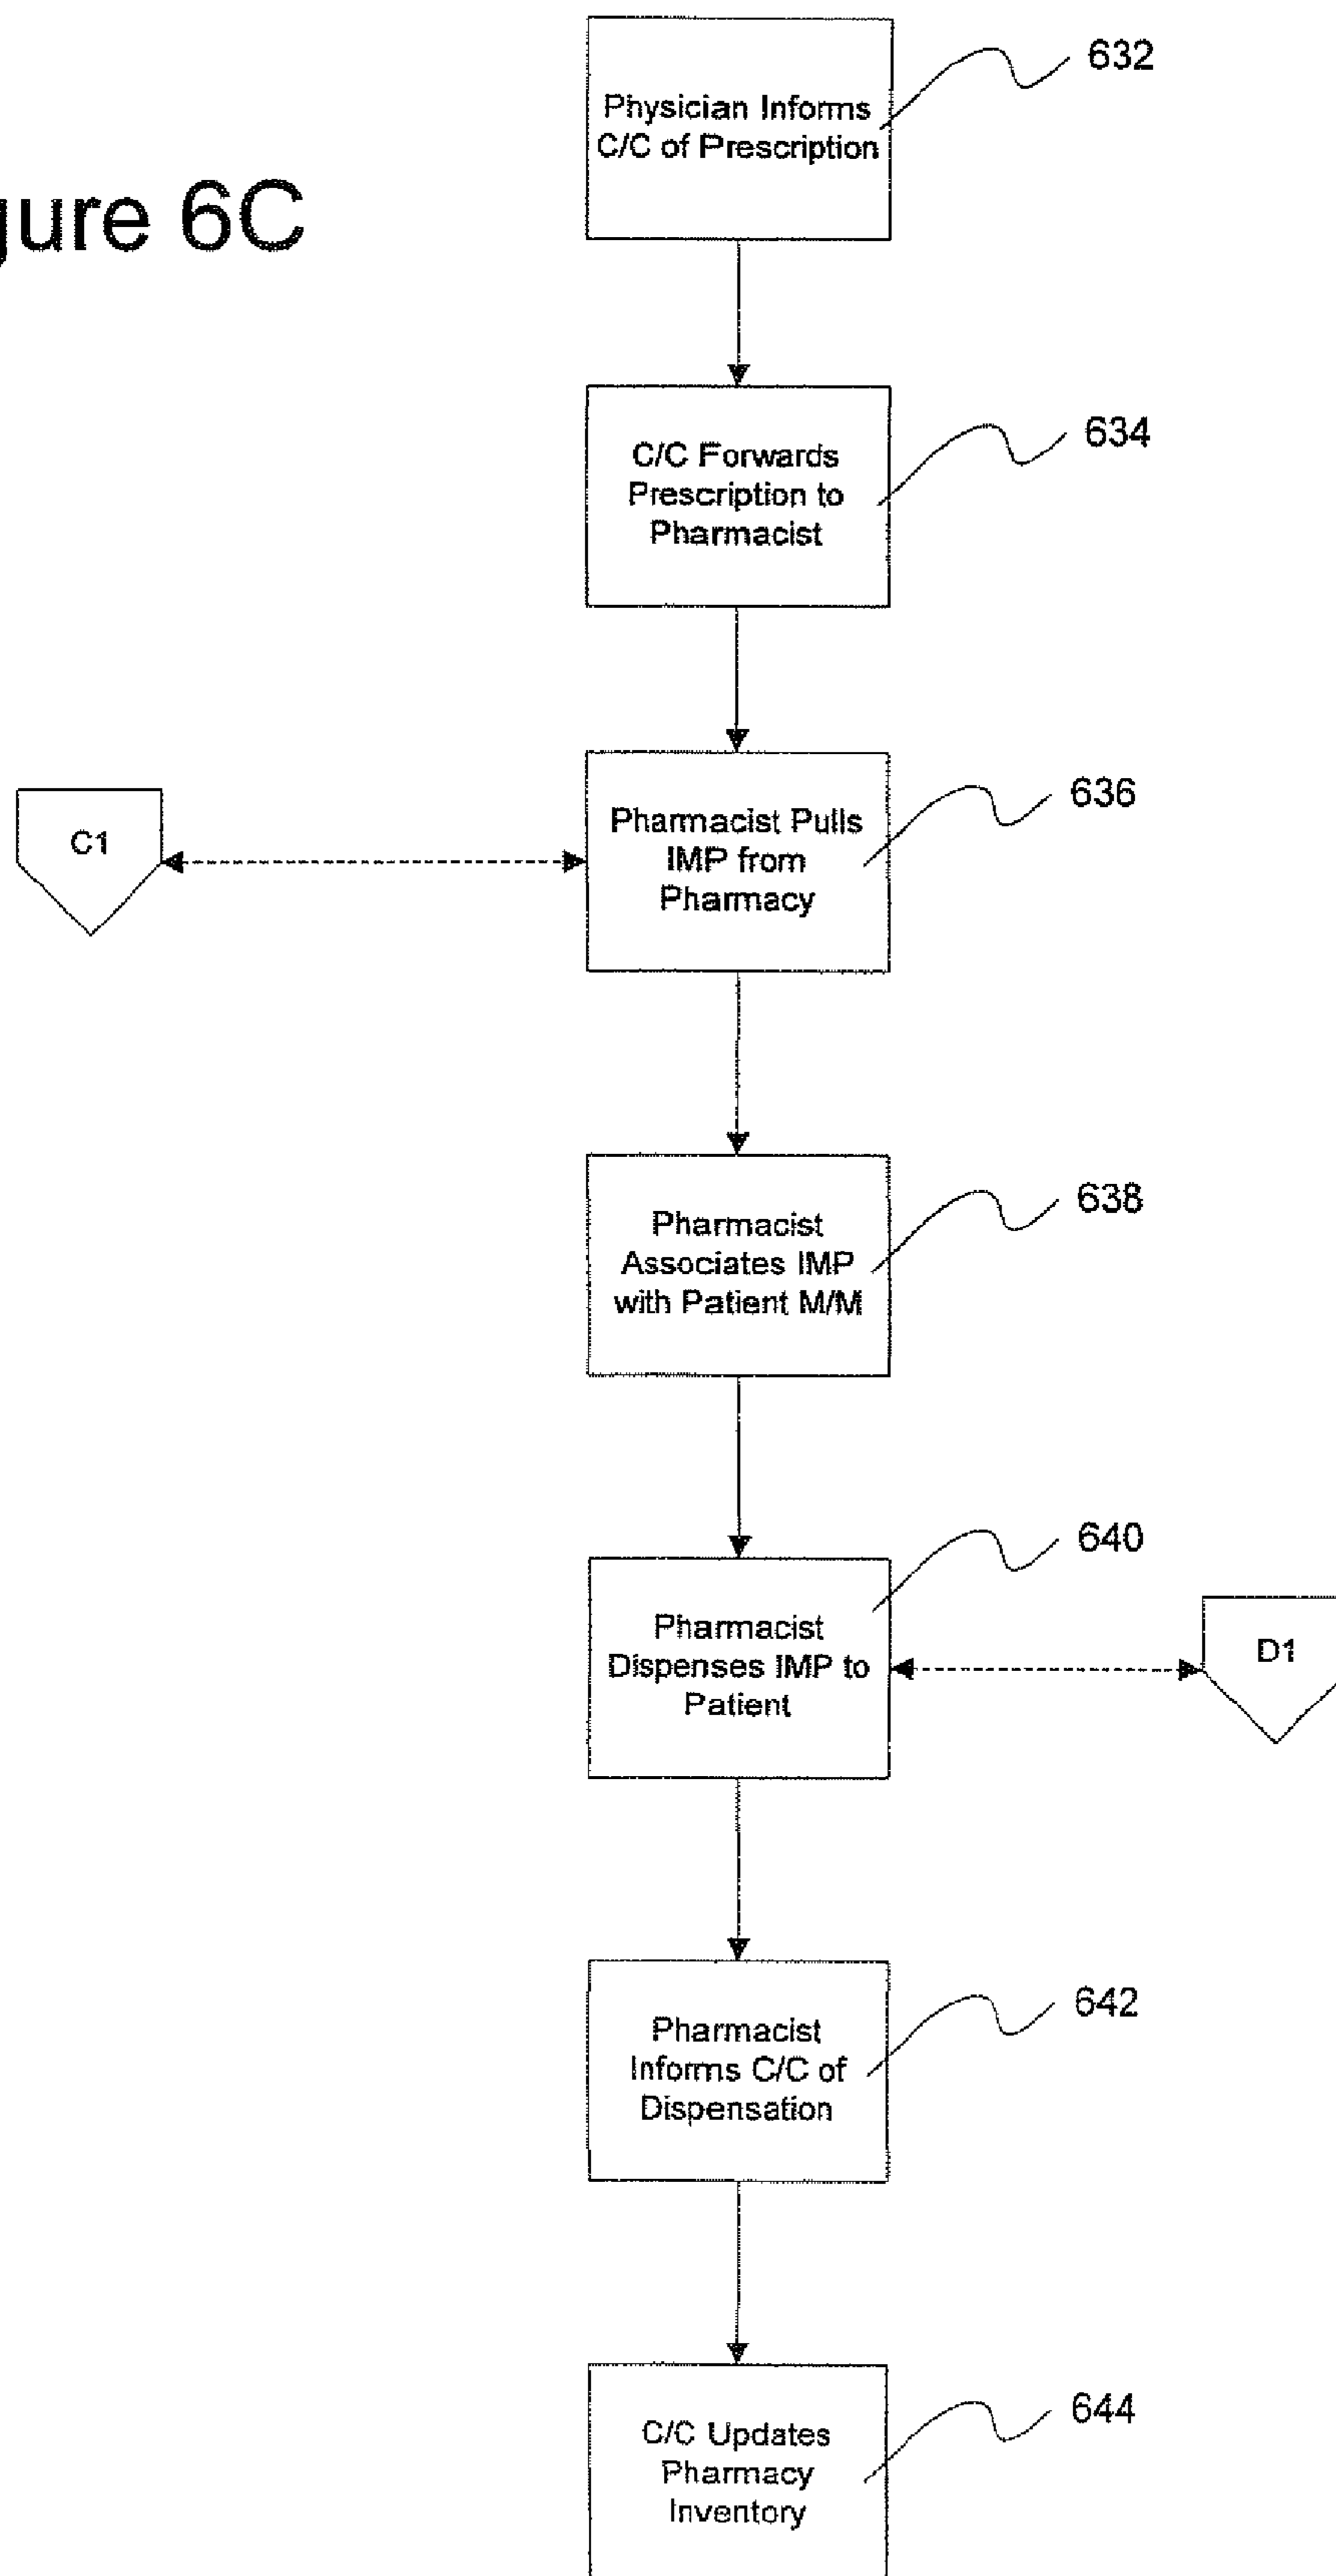 632
Physician Informs
C/C of Prescription
gure 6C
634
C/C Forwards
Prescription to
Pharmacist
636
Pharmacist Pulls
IMP from
Pharmacy
C1
638
Pharmacist
Associates IMP
with Patient M/M
640
Pharmacist
Dispenses IMP to
Patient
D1
642
Pharmacist
Informs C/C of
Dispensation
644
C/C Updates
Pharmacy
Inventory